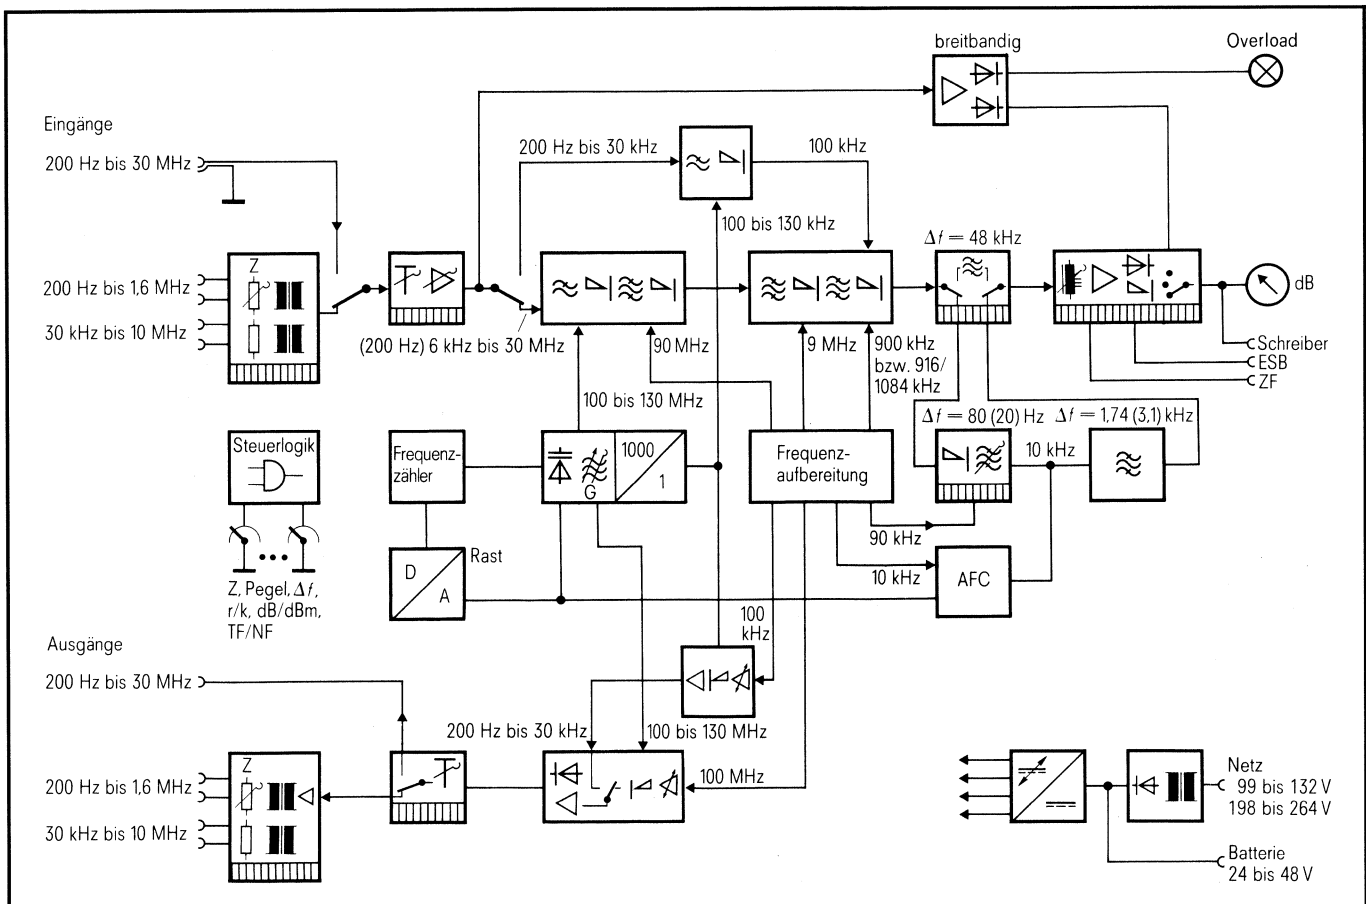 breitbandig
Overload
Eingänge
200 Hz bis 30 MHz
200 Hz bis 30 kHz
100 kHz
100 bis 130 kHz
Δf = 48 kHz
Z
200 Hz bis 1,6 MHz
30 kHz bis 10 MHz
dB
(200 Hz) 6 kHz bis 30 MHz
90 MHz
9 MHz
900 kHz
bzw. 916/
1084 kHz
Schreiber
ESB
ZF
100 bis 130 MHz
Δf = 80 (20) Hz
Δf = 1,74 (3,1) kHz
Steuerlogik
Frequenz-
zähler
G
1000
1
Frequenz-
aufbereitung
10 kHz
90 kHz
Z, Pegel, Δf,
r/k, dB/dBm,
TF/NF
D
A
Rast
10 kHz
AFC
100
kHz
Ausgänge
200 Hz bis 30 MHz
200 Hz bis 30 kHz
100 bis 130 MHz
100 MHz
Z
200 Hz bis 1,6 MHz
30 kHz bis 10 MHz
Netz
99 bis 132 V
198 bis 264 V
Batterie
24 bis 48 V